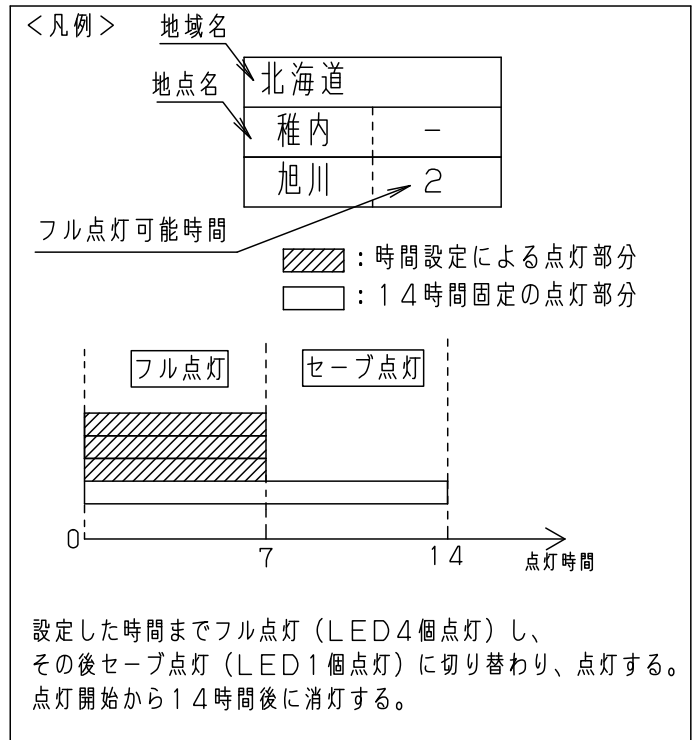 ＜凡例＞
地域名
地点名
北海道
稚内 －
旭川 2
フル点灯可能時間
：時間設定による点灯部分
：14時間固定の点灯部分
フル点灯 セーブ点灯
0 7 14 点灯時間
設定した時間までフル点灯（LED4個点灯）し、
その後セーブ点灯（LED1個点灯）に切り替わり、点灯する。
点灯開始から14時間後に消灯する。